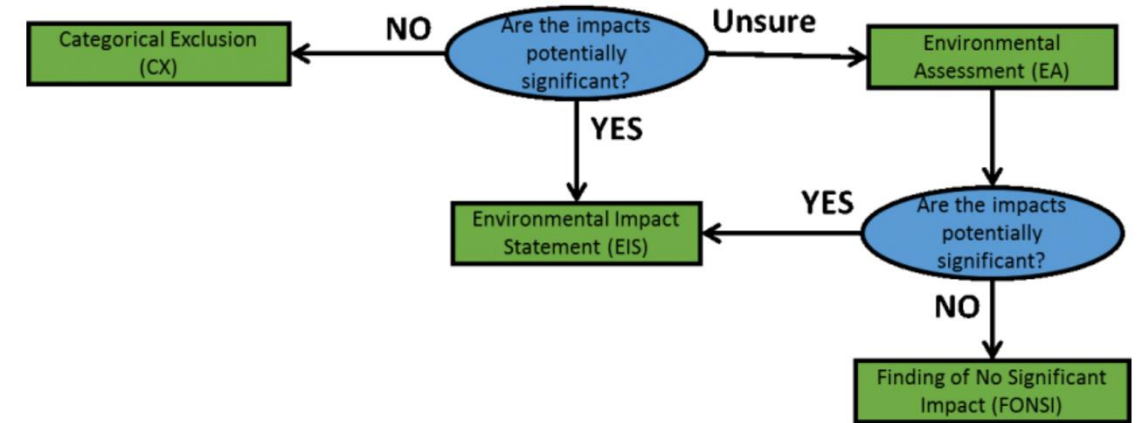 Categorical Exclusion
(CX)
NO
Are the impacts
potentially
significant?
Unsure
Environmental
Assessment (EA)
YES
Environmental Impact
Statement (EIS)
YES
Are the impacts
potentially
significant?
NO
Finding of No Significant
Impact (FONSI)